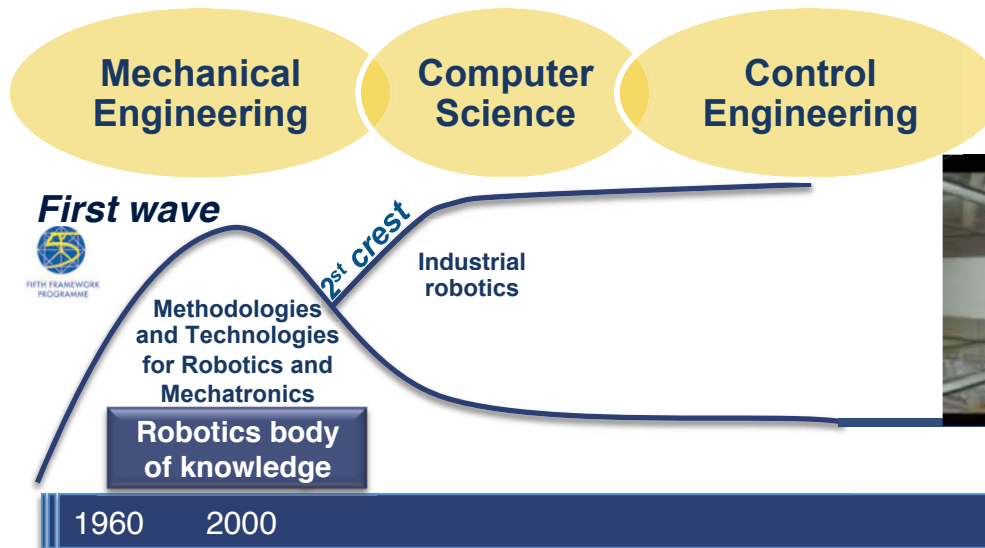 Mechanical
Engineering
Computer
Science
Control
Engineering
First wave
FIFTH FRAMEWORK
PROGRAMME
2st crest
Industrial
robotics
Methodologies
and Technologies
for Robotics and
Mechatronics
Robotics body
of knowledge
1960 2000